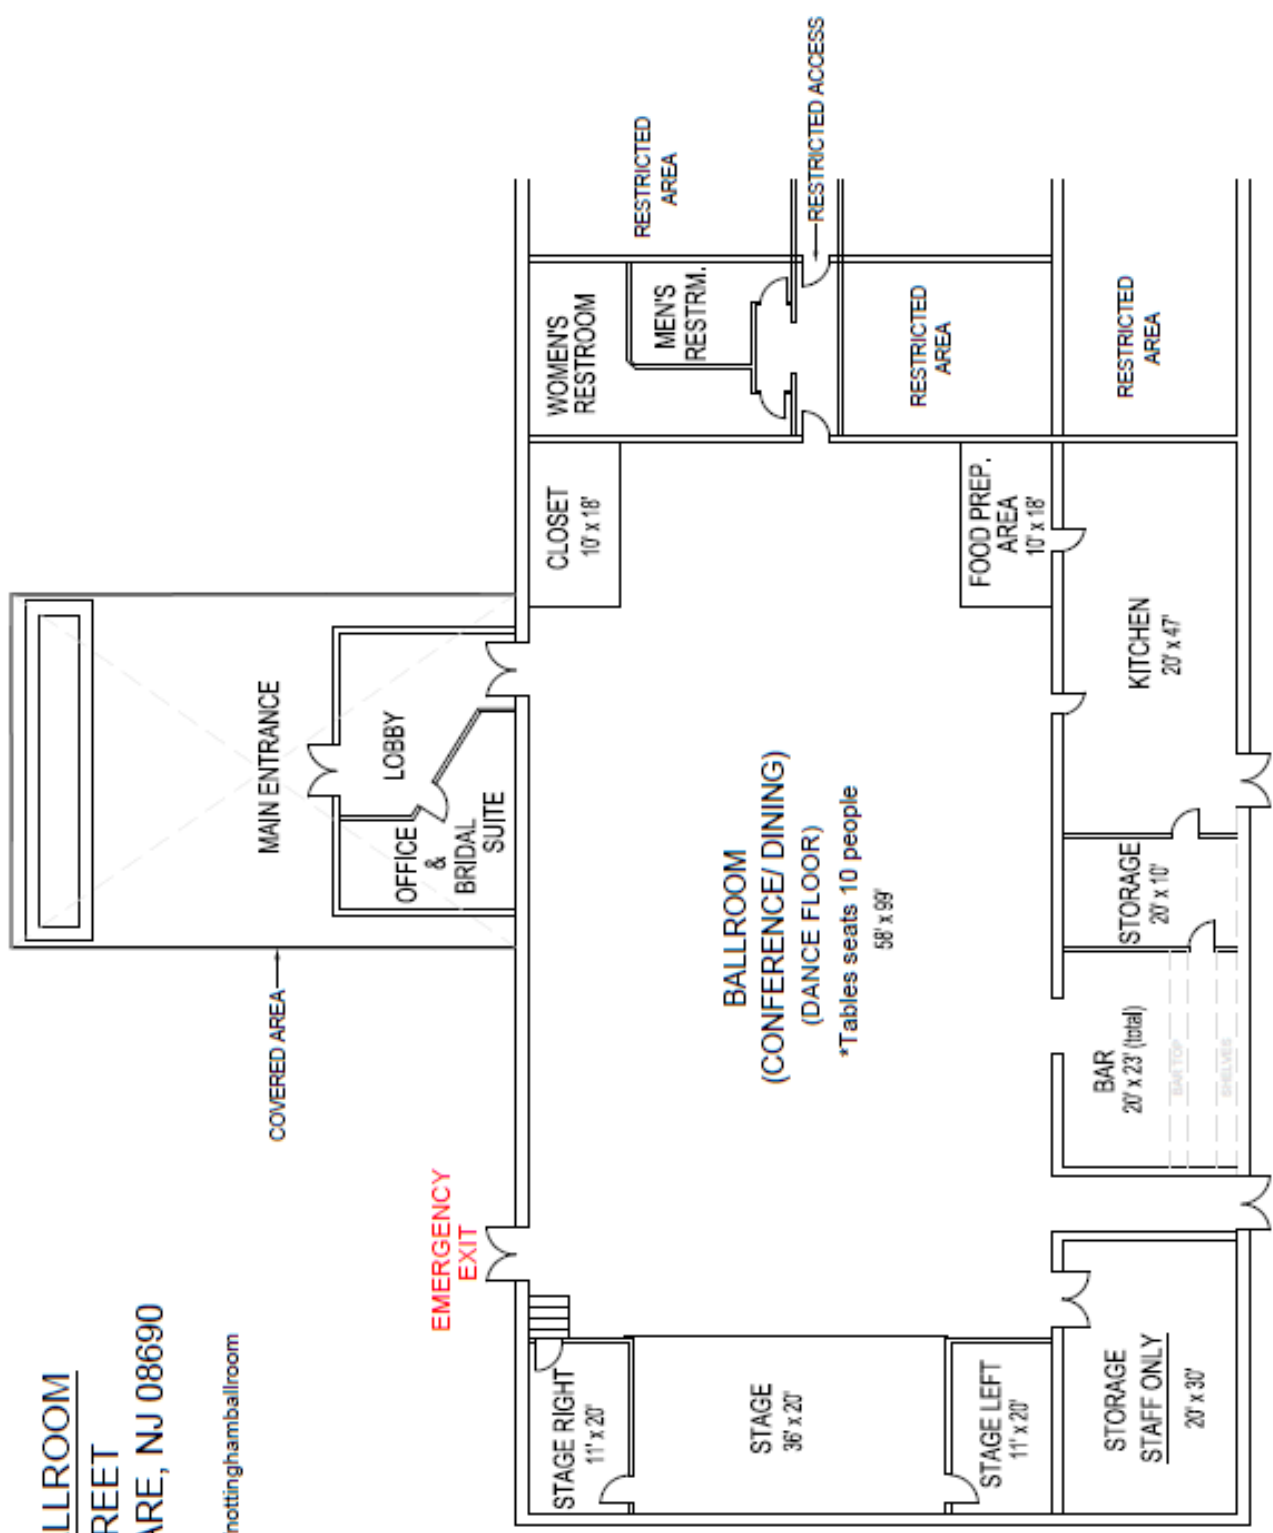 LLROOM
REET
ARE, NJ 08690
nottinghamballroom
EMERGENCY
EXIT
COVERED AREA
MAIN ENTRANCE
LOBBY
OFFICE
&
BRIDAL
SUITE
STAGE RIGHT
11' x 20'
STAGE
36' x 20'
STAGE LEFT
11' x 20'
STORAGE
STAFF ONLY
20' x 30'
BALLROOM
(CONFERENCE/ DINING)
(DANCE FLOOR)
*Tables seats 10 people
58' x 99'
BAR
20' x 23' (total)
BAR TOP
SHELVES
STORAGE
20' x 10'
KITCHEN
20' x 47'
CLOSET
10' x 18'
FOOD PREP.
AREA
10' x 18'
WOMEN'S
RESTROOM
MEN'S
RESTRM.
RESTRICTED
AREA
RESTRICTED
AREA
RESTRICTED
AREA
RESTRICTED ACCESS